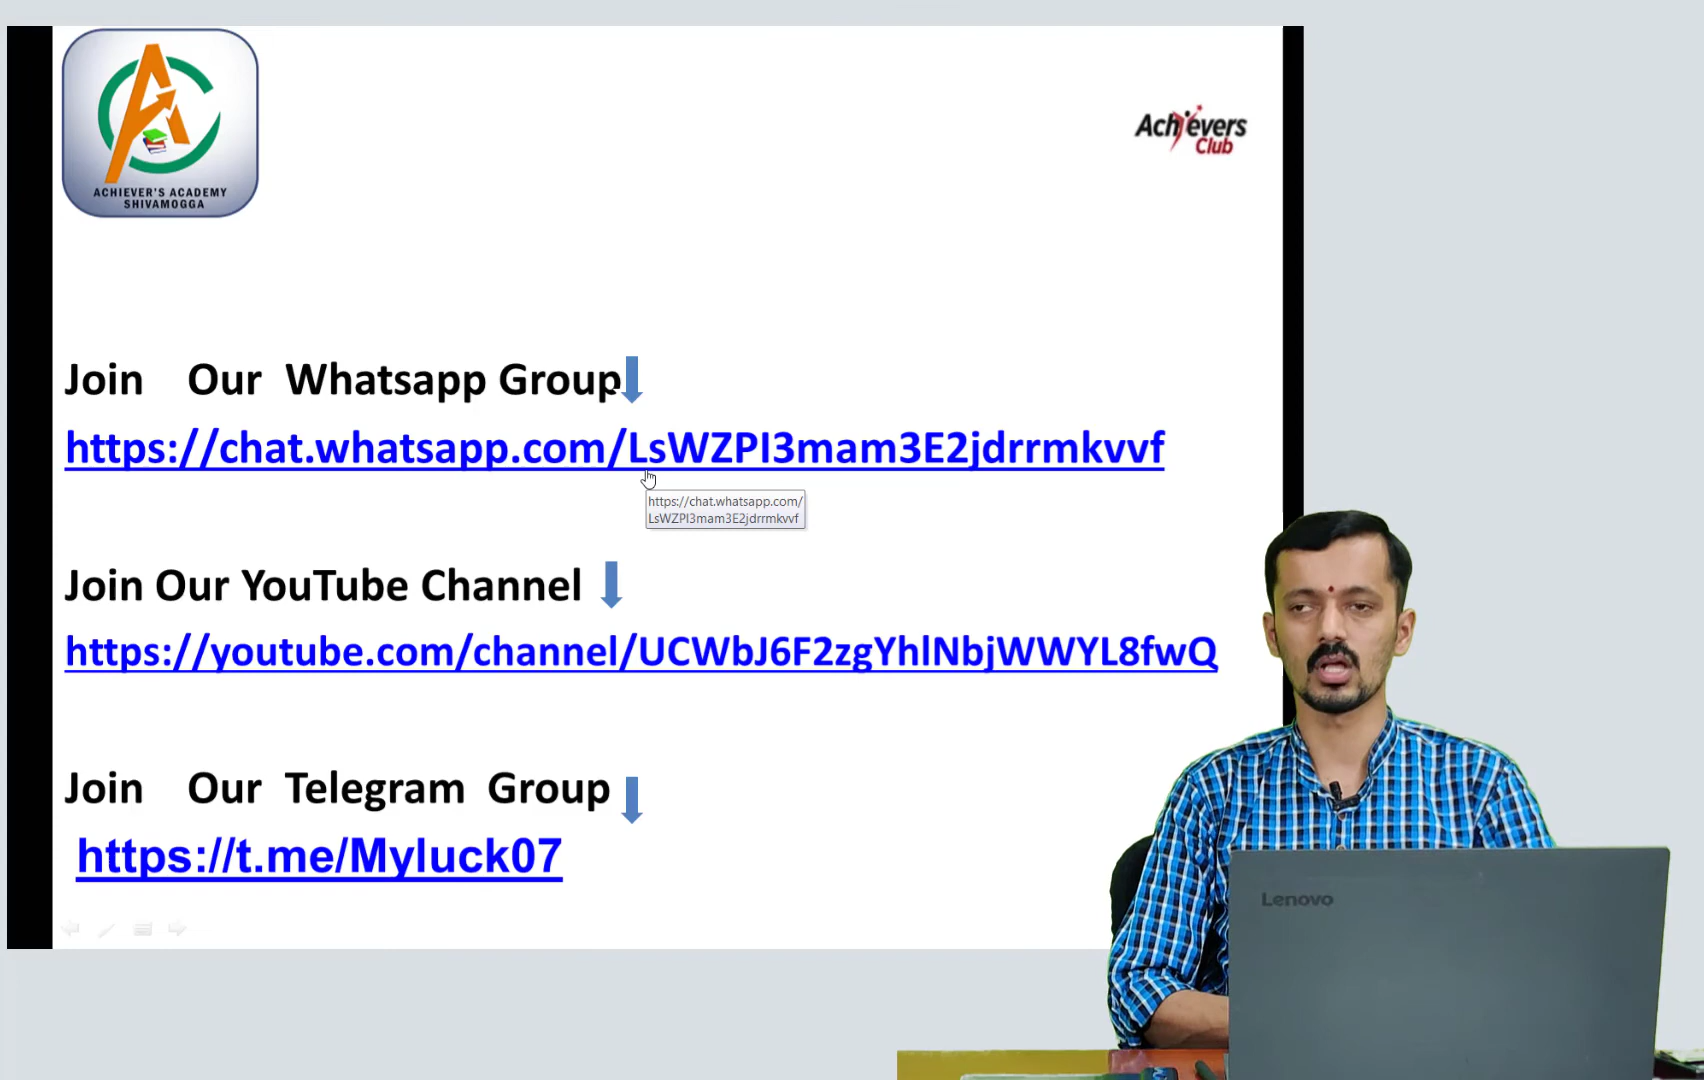 ACHIEVER'S ACADEMY
SHIVAMOGGA
Achievers
Club
Join Our Whatsapp Group
https://chat.whatsapp.com/LsWZPI3mam3E2jdrrmkvvf
https://chat.whatsapp.com/
LsWZPI3mam3E2jdrrmkvvf
Join Our YouTube Channel
https://youtube.com/channel/UCWbJ6F2zgYhlNbjWWYL8fwQ
Join Our Telegram Group
https://t.me/Myluck07
Lenovo